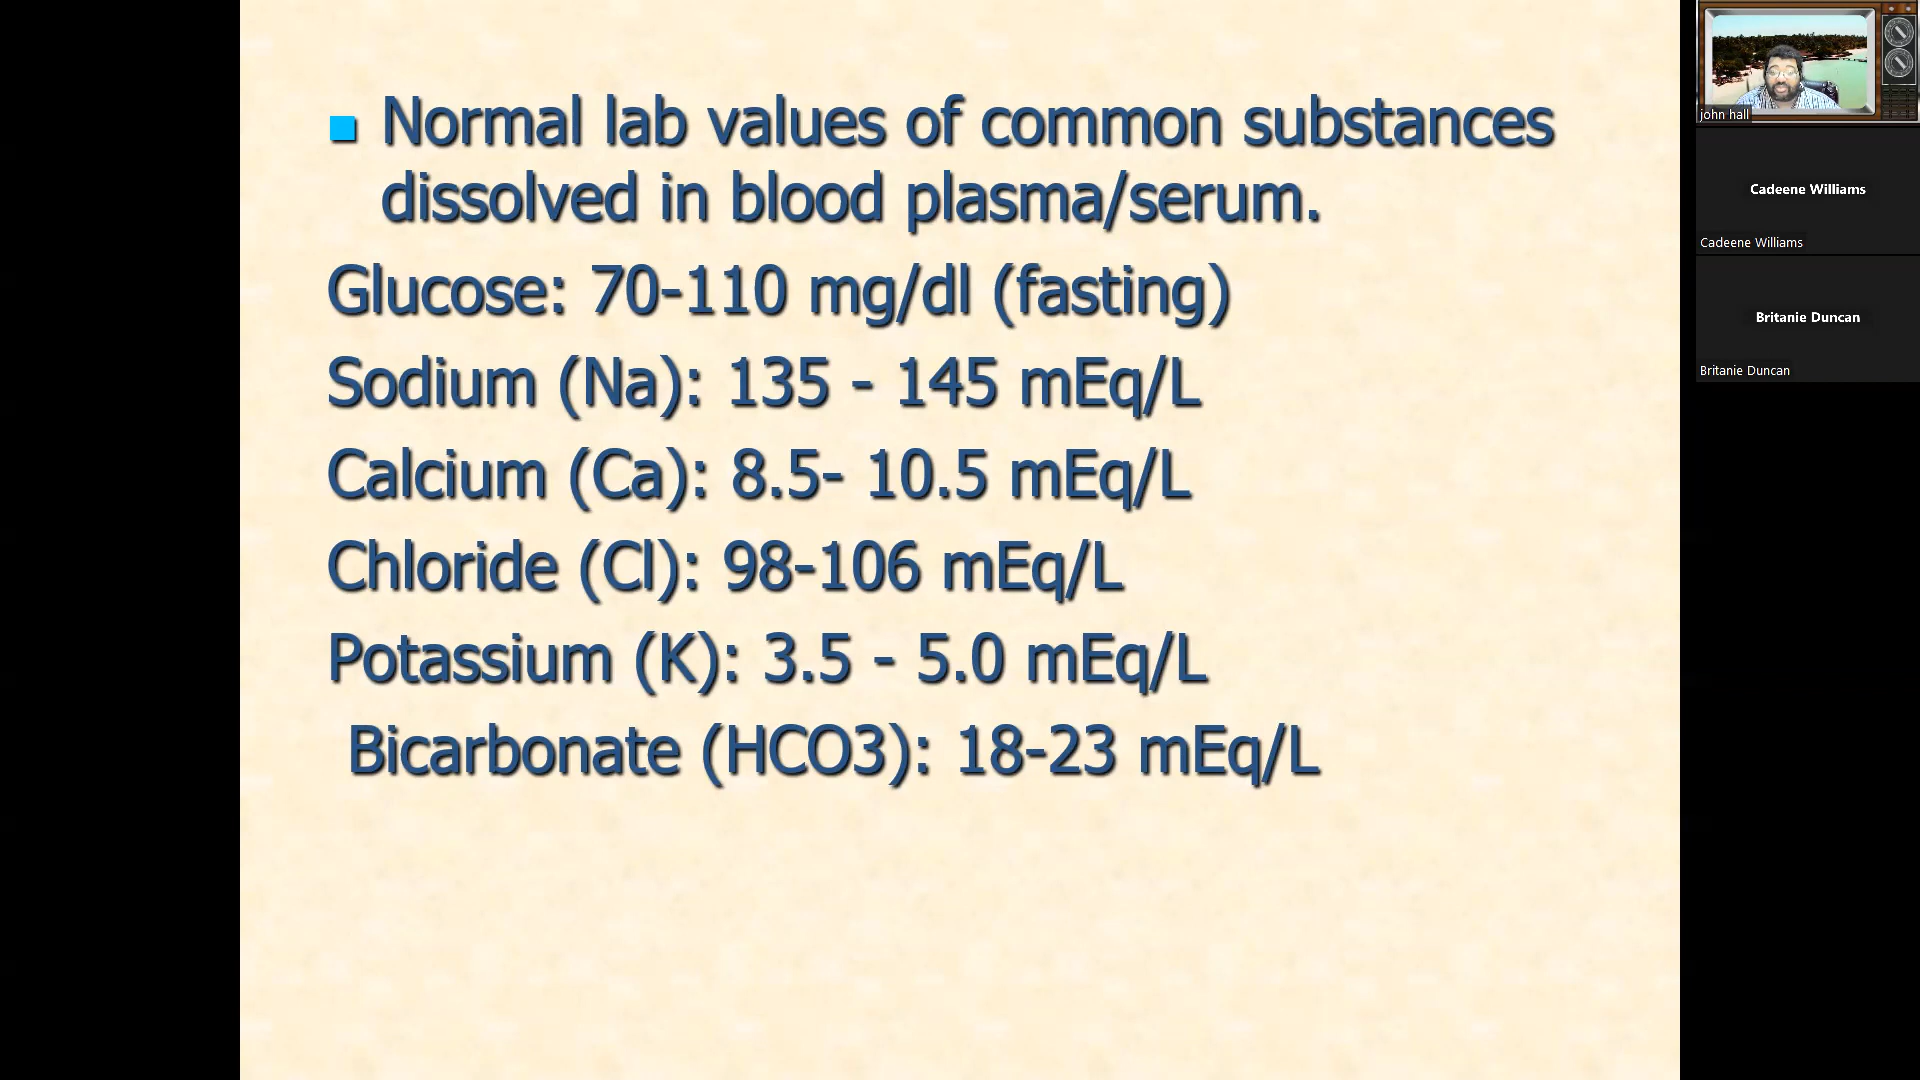 Normal lab values of common substances
dissolved in blood plasma/serum.
Glucose: 70-110 mg/dl (fasting)
Sodium (Na): 135 - 145 mEq/L
Calcium (Ca): 8.5- 10.5 mEq/L
Chloride (Cl): 98-106 mEq/L
Potassium (K): 3.5 - 5.0 mEq/L
Bicarbonate (HCO3): 18-23 mEq/L
john hall
Cadeene Williams
Cadeene Williams
Britanie Duncan
Britanie Duncan